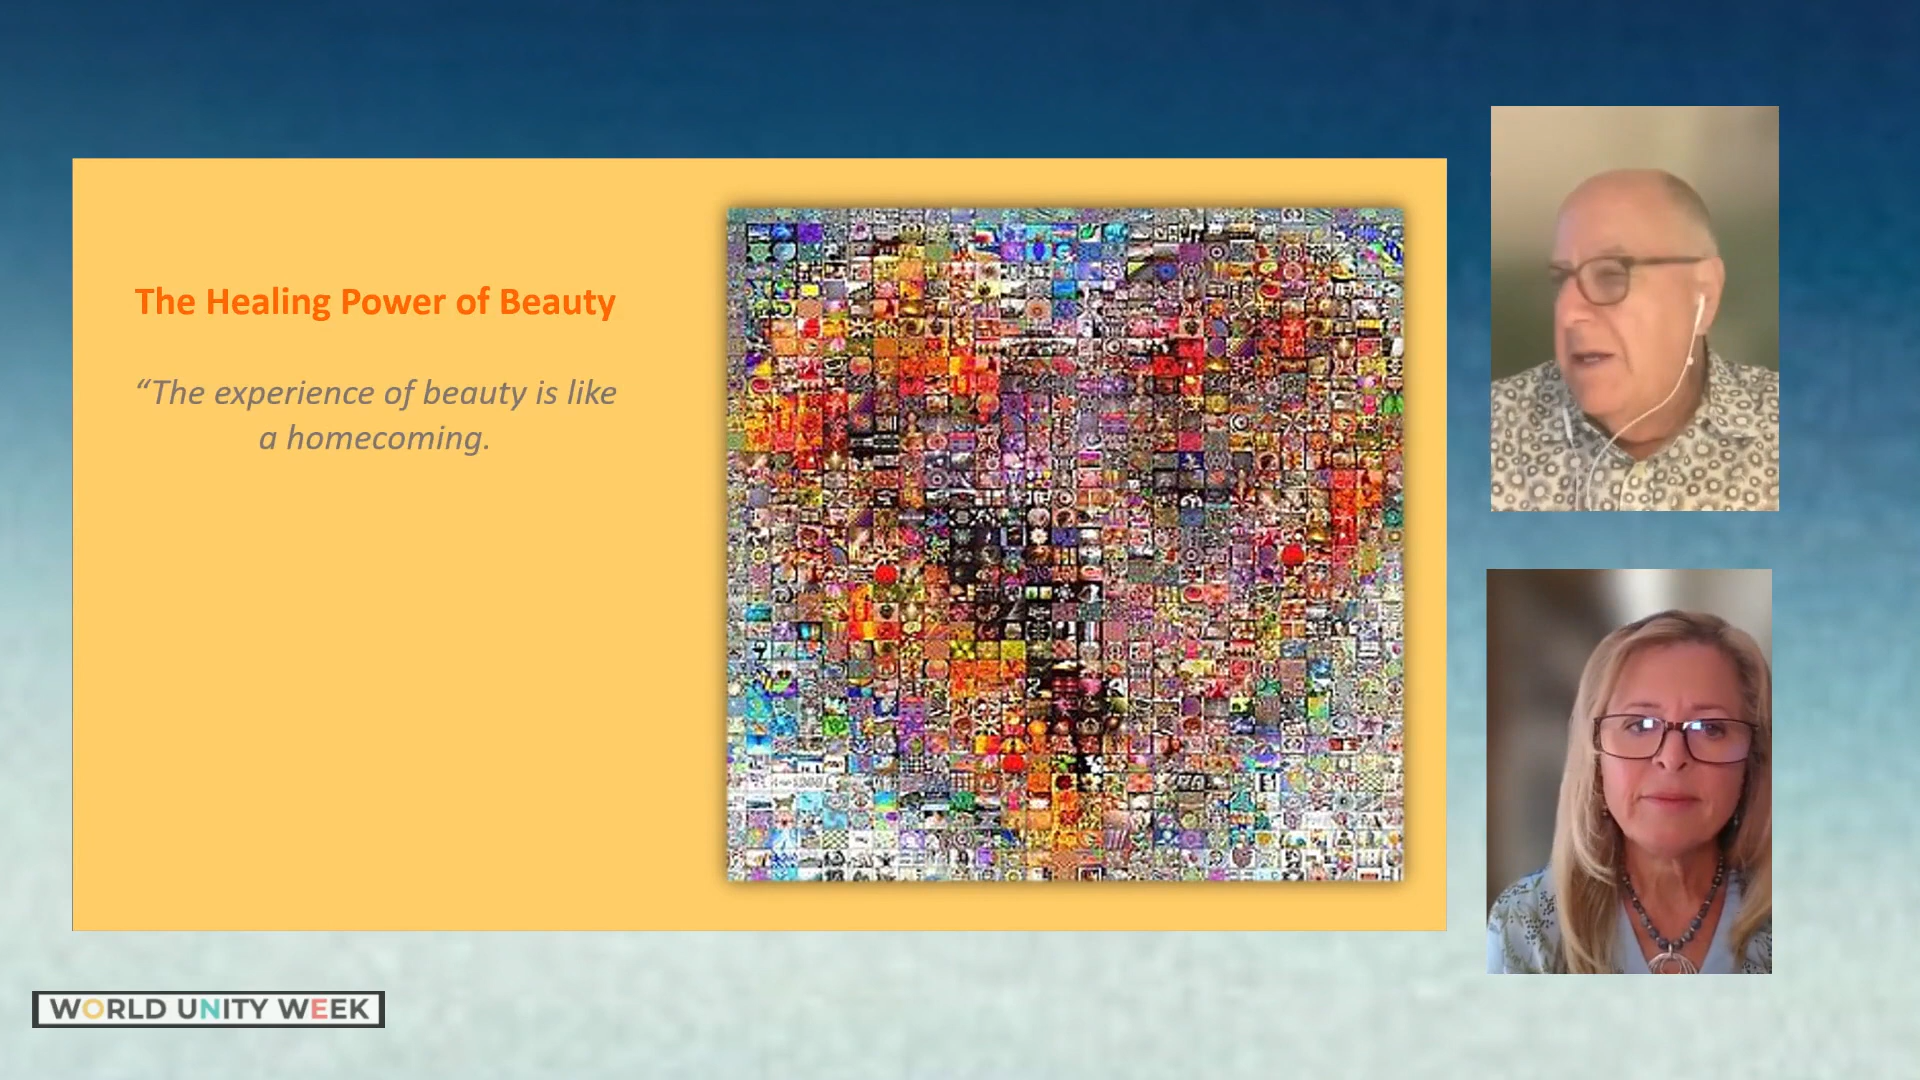 The Healing Power of Beauty
“The experience of beauty is like
a homecoming.
WORLD UNITY WEEK